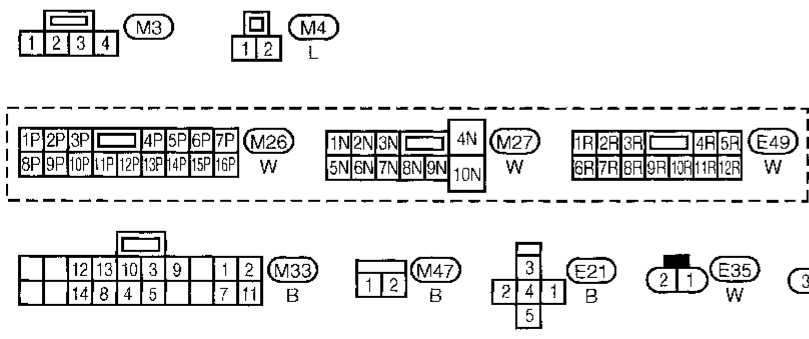 1 2 3 4 M3
1 2 M4
L
1P 2P 3P 4P 5P 6P 7P M26
8P 9P 10P 11P 12P 13P 14P 15P 16P W
1N 2N 3N 4N M27
5N 6N 7N 8N 9N 10N W
1R 2R 3R 4R 5R E49
6R 7R 8R 9R 10R 11R 12R W
12 13 10 3 9 1 2 M33
14 8 4 5 7 11 B
1 2 M47
B
3
2 4 1 E21
5 B
2 1 E35
W
3